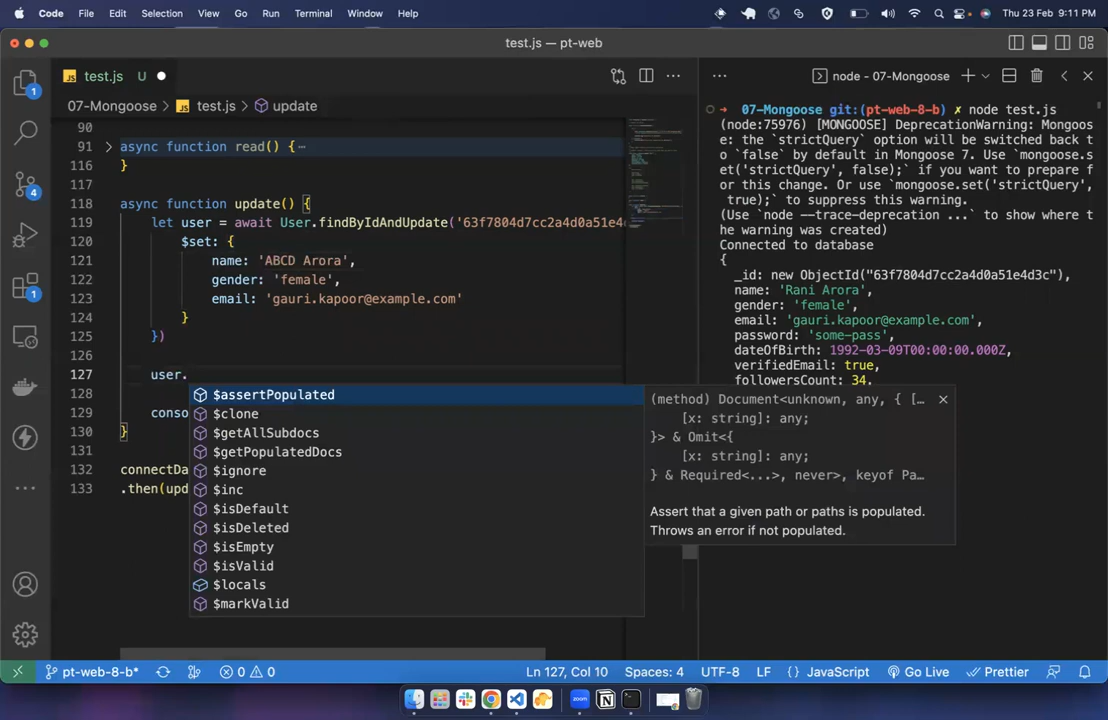 Code File Edit Selection View Go Run Terminal Window Help Thu 23 Feb 9:11 PM
test.js — pt-web
test.js U
07-Mongoose > test.js > update
90
91 > async function read() {
116 }
117
118 async function update() {
119 let user = await User.findByIdAndUpdate('63f7804d7cc2a4d0a51e4
120 $set: {
121 name: 'ABCD Arora',
122 gender: 'female',
123 email: 'gauri.kapoor@example.com'
124 }
125 })
126
127 user.
128
129 conso
130 }
131
132 connectDa
133 .then(upd
$assertPopulated
$clone
$getAllSubdocs
$getPopulatedDocs
$ignore
$inc
$isDefault
$isDeleted
$isEmpty
$isValid
$locals
$markValid
(method) Document<unknown, any, { […
[x: string]: any;
}> & Omit<{
[x: string]: any;
} & Required<...>, never>, keyof Pa…
Assert that a given path or paths is populated.
Throws an error if not populated.
node - 07-Mongoose
→ 07-Mongoose git:(pt-web-8-b) ✗ node test.js
(node:75976) [MONGOOSE] DeprecationWarning: Mongoos
e: the `strictQuery` option will be switched back t
o `false` by default in Mongoose 7. Use `mongoose.s
et('strictQuery', false);` if you want to prepare f
or this change. Or use `mongoose.set('strictQuery',
true);` to suppress this warning.
(Use `node --trace-deprecation ...` to show where t
he warning was created)
Connected to database
{
_id: new ObjectId("63f7804d7cc2a4d0a51e4d3c"),
name: 'Rani Arora',
gender: 'female',
email: 'gauri.kapoor@example.com',
password: 'some-pass',
dateOfBirth: 1992-03-09T00:00:00.000Z,
verifiedEmail: true,
followersCount: 34,
1
4
1
pt-web-8-b* 0 0 Ln 127, Col 10 Spaces: 4 UTF-8 LF {} JavaScript Go Live Prettier
zoom